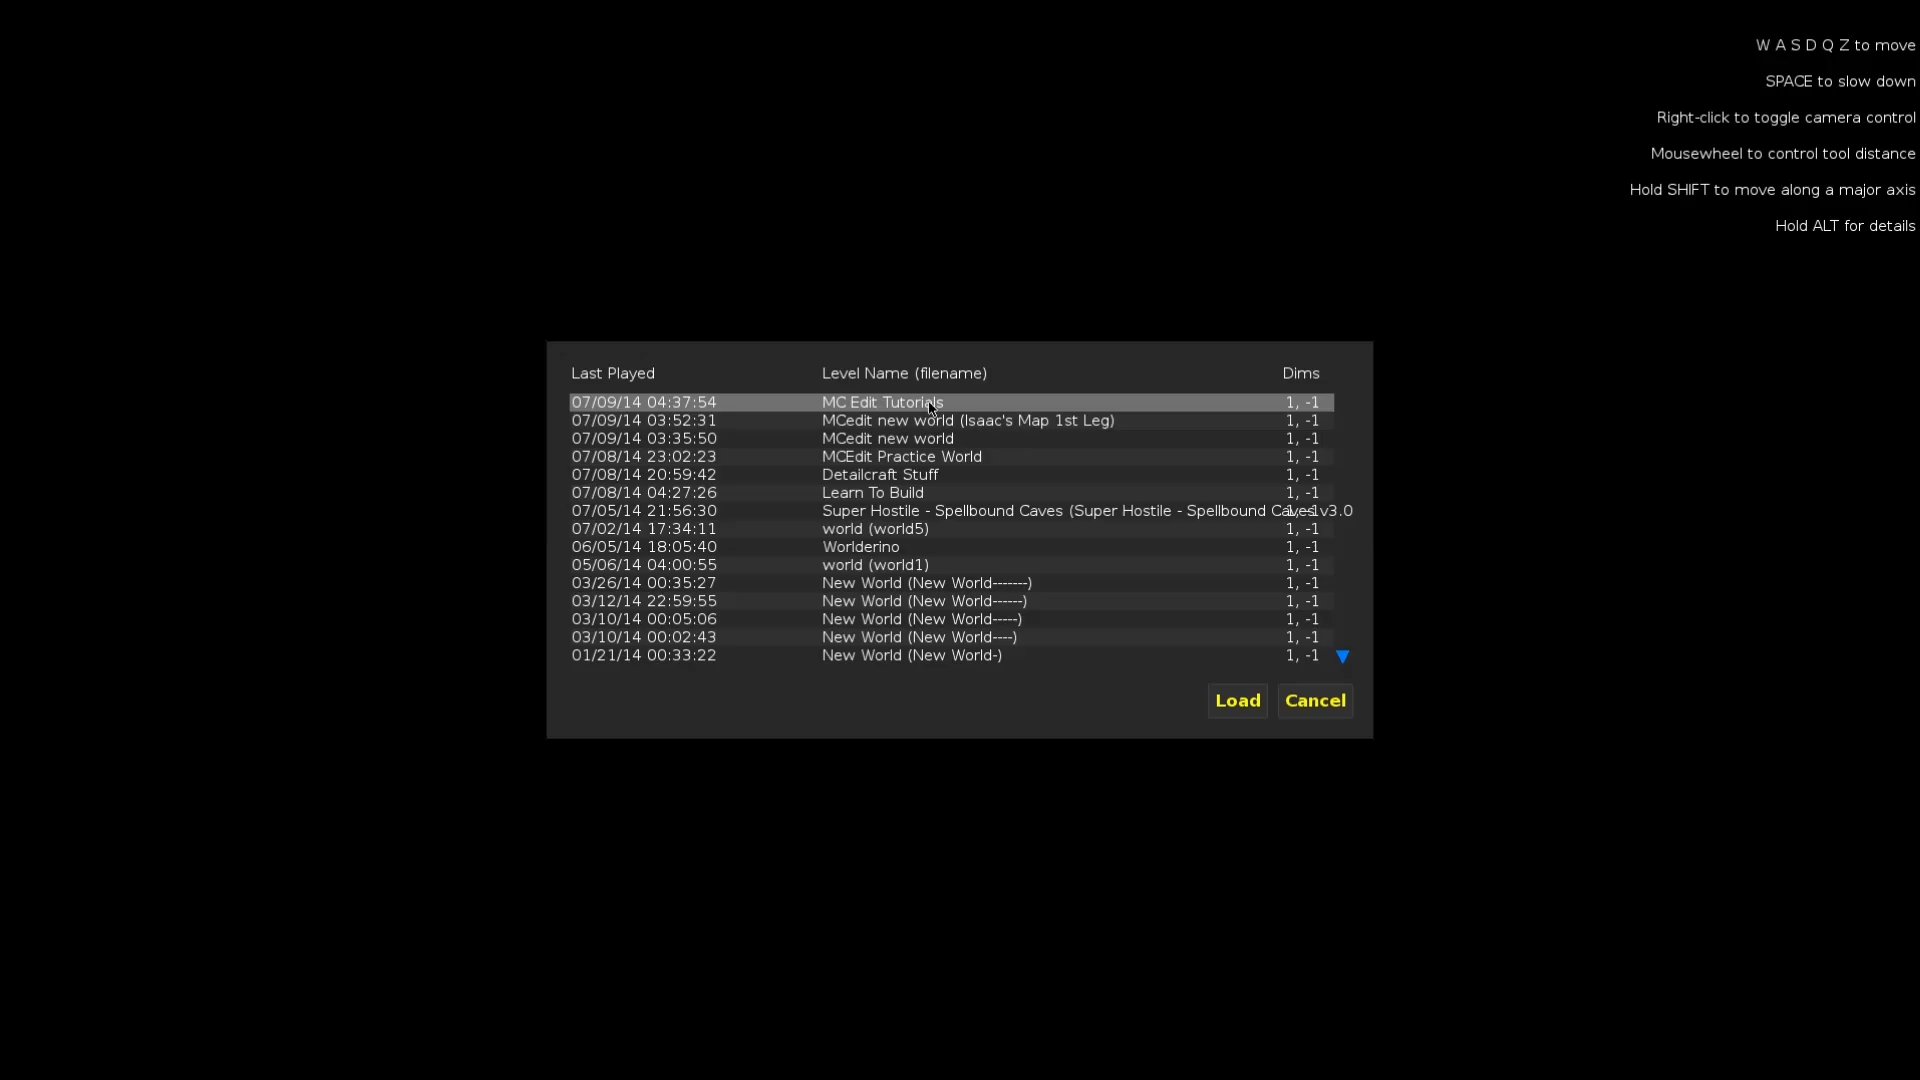 W A S D Q Z to move
SPACE to slow down
Right-click to toggle camera control
Mousewheel to control tool distance
Hold SHIFT to move along a major axis
Hold ALT for details
Last Played Level Name (filename) Dims
07/09/14 04:37:54 MC Edit Tutorials 1, -1
07/09/14 03:52:31 MCedit new world (Isaac's Map 1st Leg) 1, -1
07/09/14 03:35:50 MCedit new world 1, -1
07/08/14 23:02:23 MCEdit Practice World 1, -1
07/08/14 20:59:42 Detailcraft Stuff 1, -1
07/08/14 04:27:26 Learn To Build 1, -1
07/05/14 21:56:30 Super Hostile - Spellbound Caves (Super Hostile - Spellbound Caves v3.0 1, -1
07/02/14 17:34:11 world (world5) 1, -1
06/05/14 18:05:40 Worlderino 1, -1
05/06/14 04:00:55 world (world1) 1, -1
03/26/14 00:35:27 New World (New World-------) 1, -1
03/12/14 22:59:55 New World (New World------) 1, -1
03/10/14 00:05:06 New World (New World-----) 1, -1
03/10/14 00:02:43 New World (New World----) 1, -1
01/21/14 00:33:22 New World (New World-) 1, -1
Load Cancel